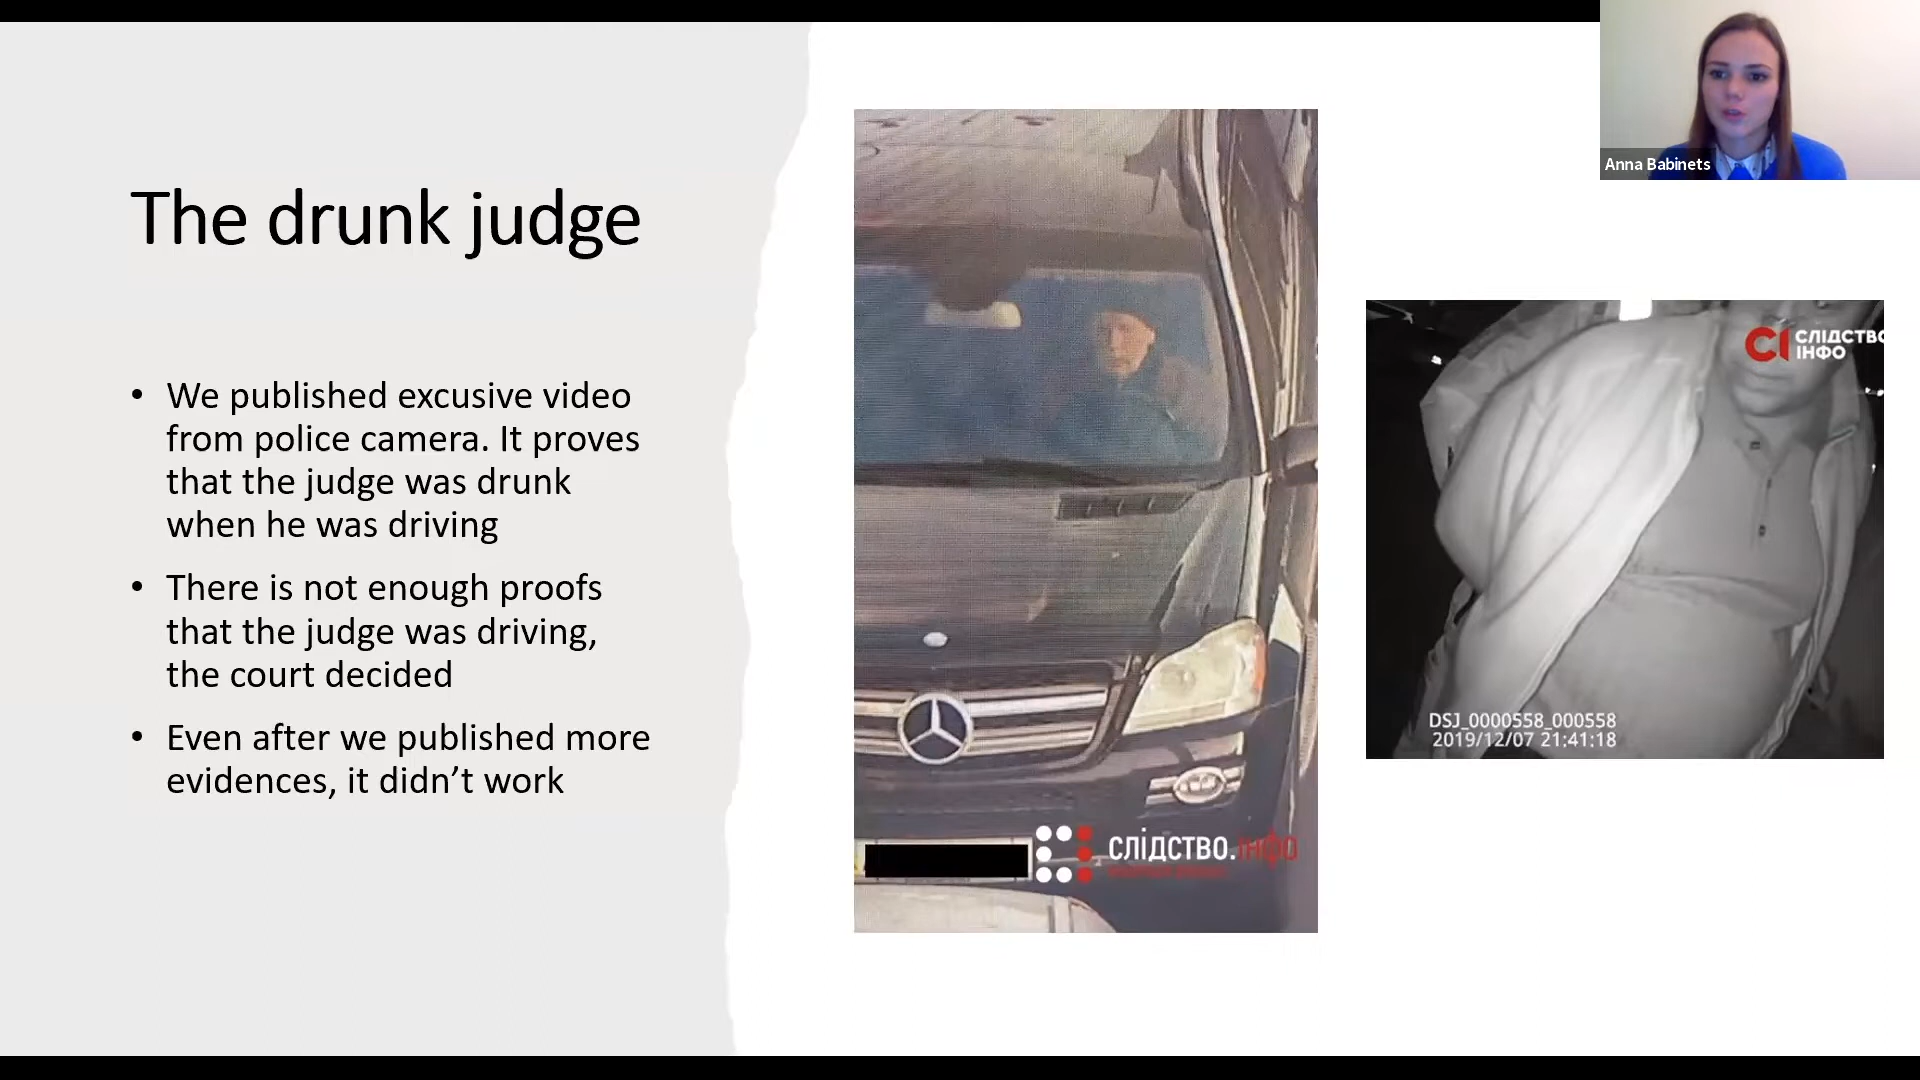 Anna Babinets
The drunk judge
• We published excusive video
from police camera. It proves
that the judge was drunk
when he was driving
• There is not enough proofs
that the judge was driving,
the court decided
• Even after we published more
evidences, it didn’t work
СЛІДСТВО.ІНФО
СІ СЛІДСТВО
ІНФО
DSJ_0000558_000558
2019/12/07 21:41:18